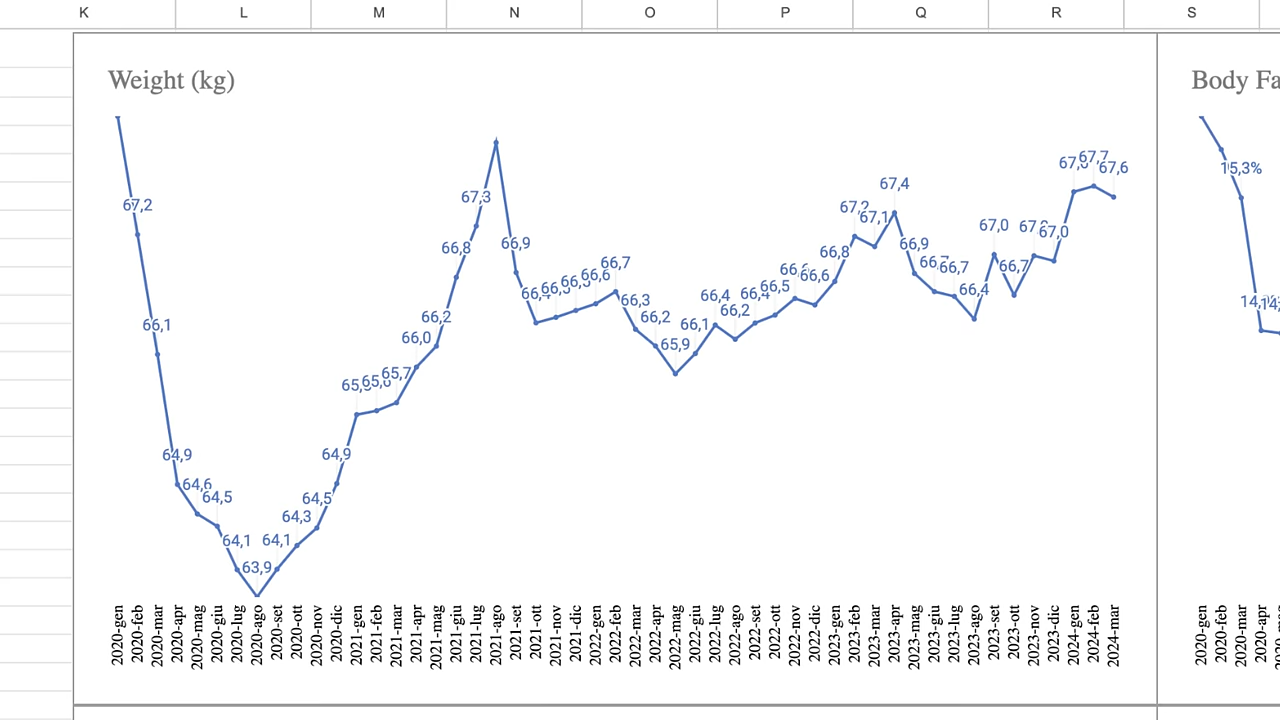 K L M N O P Q R S
Weight (kg)
67,2
66,1
64,9
64,6
64,5
64,1
63,9
64,1
64,3
64,5
64,9
65,7
66,0
66,2
66,8
67,3
66,9
66,6
66,7
66,3
66,2
65,9
66,1
66,4
66,2
66,4
66,5
66,6
66,8
67,2
67,1
67,4
66,9
66,7
66,4
67,0
66,7
67,0
67,7
67,6
2020-gen
2020-feb
2020-mar
2020-apr
2020-mag
2020-giu
2020-lug
2020-ago
2020-set
2020-ott
2020-nov
2020-dic
2021-gen
2021-feb
2021-mar
2021-apr
2021-mag
2021-giu
2021-lug
2021-ago
2021-set
2021-ott
2021-nov
2021-dic
2022-gen
2022-feb
2022-mar
2022-apr
2022-mag
2022-giu
2022-lug
2022-ago
2022-set
2022-ott
2022-nov
2022-dic
2023-gen
2023-feb
2023-mar
2023-apr
2023-mag
2023-giu
2023-lug
2023-ago
2023-set
2023-ott
2023-nov
2023-dic
2024-gen
2024-feb
2024-mar
Body Fa
15,3%
2020-gen
2020-feb
2020-mar
2020-apr